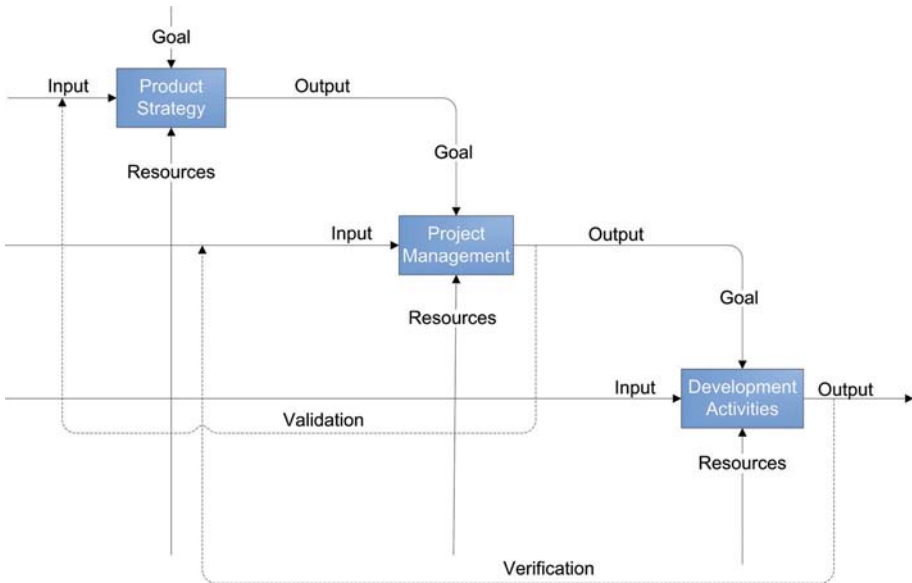 Goal
Input
Product
Strategy
Output
Resources
Goal
Input
Project
Management
Output
Resources
Goal
Input
Development
Activities
Output
Validation
Resources
Verification